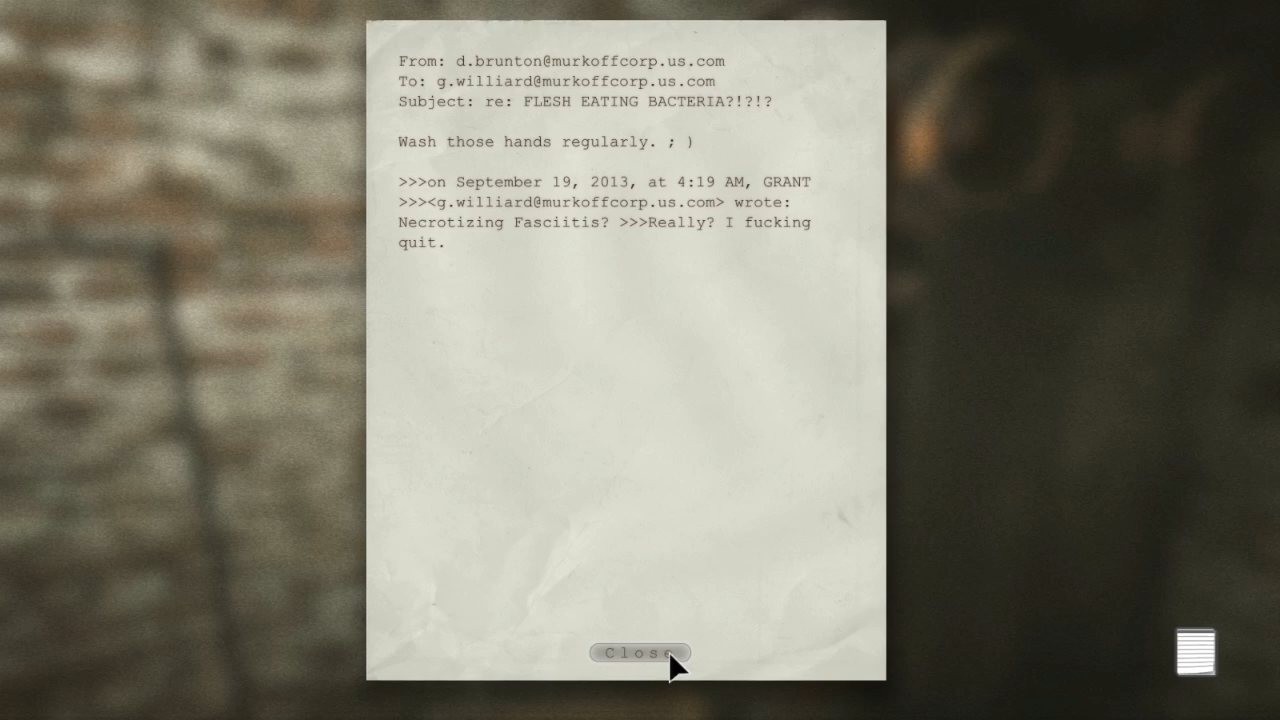 From: d.brunton@murkoffcorp.us.com
To: g.williard@murkoffcorp.us.com
Subject: re: FLESH EATING BACTERIA?!?!?
Wash those hands regularly. ; )
>>>on September 19, 2013, at 4:19 AM, GRANT
>>><g.williard@murkoffcorp.us.com> wrote:
Necrotizing Fasciitis? >>>Really? I fucking
quit.
Close